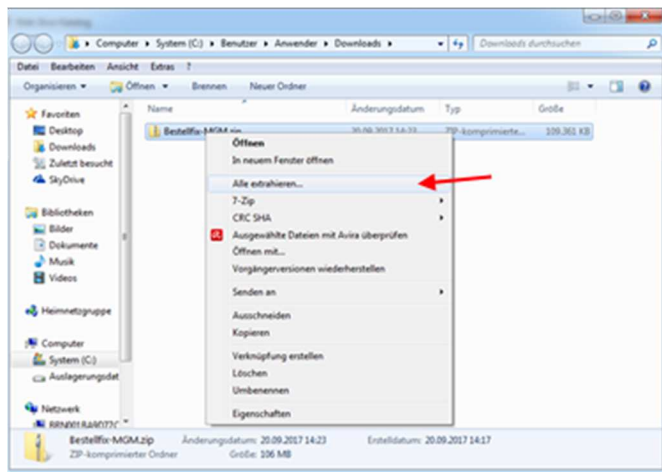 Computer ▸ System (C:) ▸ Benutzer ▸ Anwender ▸ Downloads ▸
Downloads durchsuchen
Datei Bearbeiten Ansicht Extras ?
Organisieren Öffnen Brennen Neuer Ordner
Name Änderungsdatum Typ Größe
Favoriten
Desktop
Downloads
Zuletzt besucht
SkyDrive
Bibliotheken
Bilder
Dokumente
Musik
Videos
Heimnetzgruppe
Computer
System (C:)
Auslagerungsdat
Netzwerk
Bestellfix-MGM.zip 20.09.2017 14:23 ZIP-komprimierte... 109.361 KB
Öffnen
In neuem Fenster öffnen
Alle extrahieren...
7-Zip
CRC SHA
Ausgewählte Dateien mit Avira überprüfen
Öffnen mit...
Vorgängerversionen wiederherstellen
Senden an
Ausschneiden
Kopieren
Verknüpfung erstellen
Löschen
Umbenennen
Eigenschaften
Bestellfix-MGM.zip Änderungsdatum: 20.09.2017 14:23 Erstelldatum: 20.09.2017 14:17
ZIP-komprimierter Ordner Größe: 106 MB